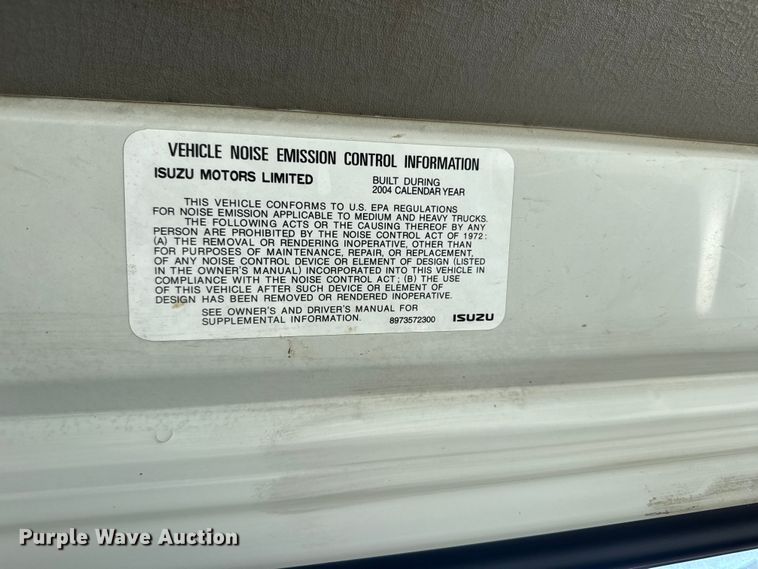 VEHICLE NOISE EMISSION CONTROL INFORMATION
ISUZU MOTORS LIMITED
BUILT DURING
2004 CALENDAR YEAR
THIS VEHICLE CONFORMS TO U.S. EPA REGULATIONS
FOR NOISE EMISSION APPLICABLE TO MEDIUM AND HEAVY TRUCKS.
THE FOLLOWING ACTS OR THE CAUSING THEREOF BY ANY
PERSON ARE PROHIBITED BY THE NOISE CONTROL ACT OF 1972:
(A) THE REMOVAL OR RENDERING INOPERATIVE, OTHER THAN
FOR PURPOSES OF MAINTENANCE, REPAIR, OR REPLACEMENT,
OF ANY NOISE CONTROL DEVICE OR ELEMENT OF DESIGN (LISTED
IN THE OWNER'S MANUAL) INCORPORATED INTO THIS VEHICLE IN
COMPLIANCE WITH THE NOISE CONTROL ACT; (B) THE USE
OF THIS VEHICLE AFTER SUCH DEVICE OR ELEMENT OF
DESIGN HAS BEEN REMOVED OR RENDERED INOPERATIVE.
SEE OWNER'S AND DRIVER'S MANUAL FOR
SUPPLEMENTAL INFORMATION.
8973572300
ISUZU
Purple Wave Auction